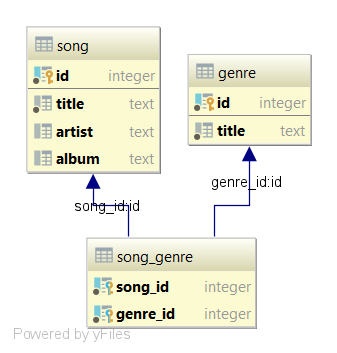 song
id integer
title text
artist text
album text
genre
id integer
title text
song_id:id
genre_id:id
song_genre
song_id integer
genre_id integer
Powered by yFiles